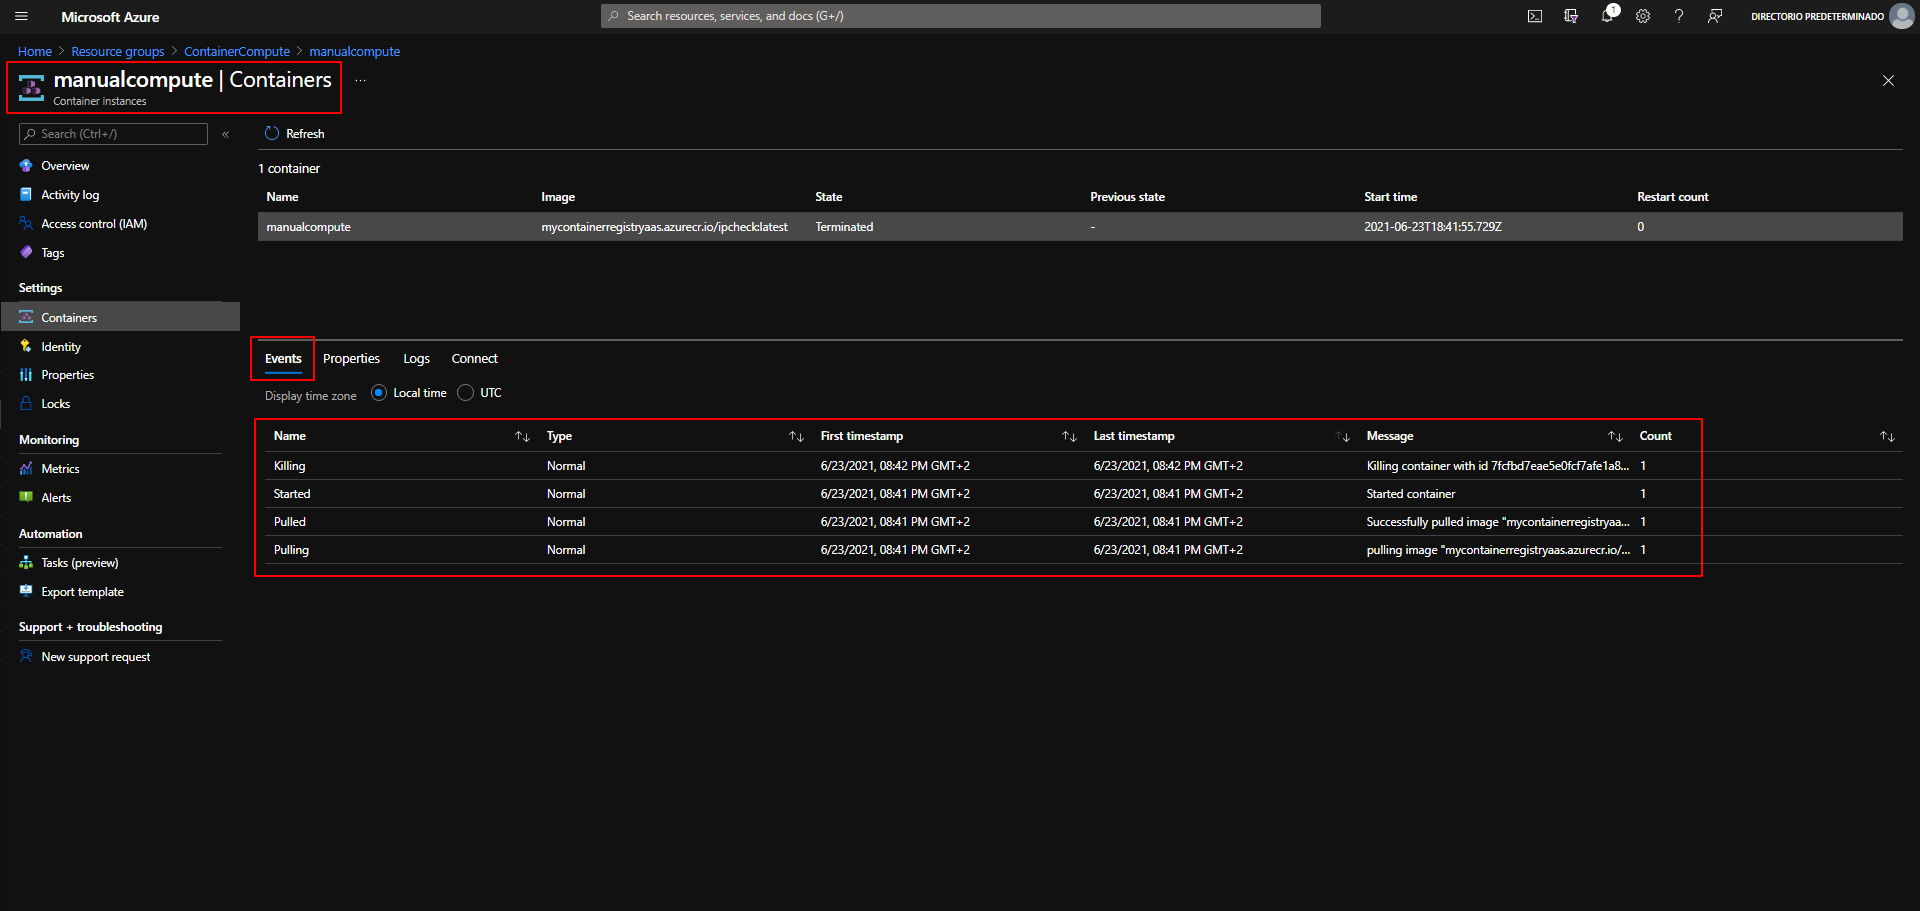 Microsoft Azure
Search resources, services, and docs (G+/)
1
DIRECTORIO PREDETERMINADO
Home > Resource groups > ContainerCompute > manualcompute
manualcompute | Containers ...
Container instances
Search (Ctrl+/)
«
Refresh
Overview
Activity log
Access control (IAM)
Tags
Settings
Containers
Identity
Properties
Locks
Monitoring
Metrics
Alerts
Automation
Tasks (preview)
Export template
Support + troubleshooting
New support request
1 container
Name Image State Previous state Start time Restart count
manualcompute mycontainerregistryaas.azurecr.io/ipcheck:latest Terminated - 2021-06-23T18:41:55.729Z 0
Events Properties Logs Connect
Display time zone Local time UTC
Name Type First timestamp Last timestamp Message Count
Killing Normal 6/23/2021, 08:42 PM GMT+2 6/23/2021, 08:42 PM GMT+2 Killing container with id 7fcfbd7eae5e0fcf7afe1a8... 1
Started Normal 6/23/2021, 08:41 PM GMT+2 6/23/2021, 08:41 PM GMT+2 Started container 1
Pulled Normal 6/23/2021, 08:41 PM GMT+2 6/23/2021, 08:41 PM GMT+2 Successfully pulled image "mycontainerregistryaa... 1
Pulling Normal 6/23/2021, 08:41 PM GMT+2 6/23/2021, 08:41 PM GMT+2 pulling image "mycontainerregistryaas.azurecr.io/... 1